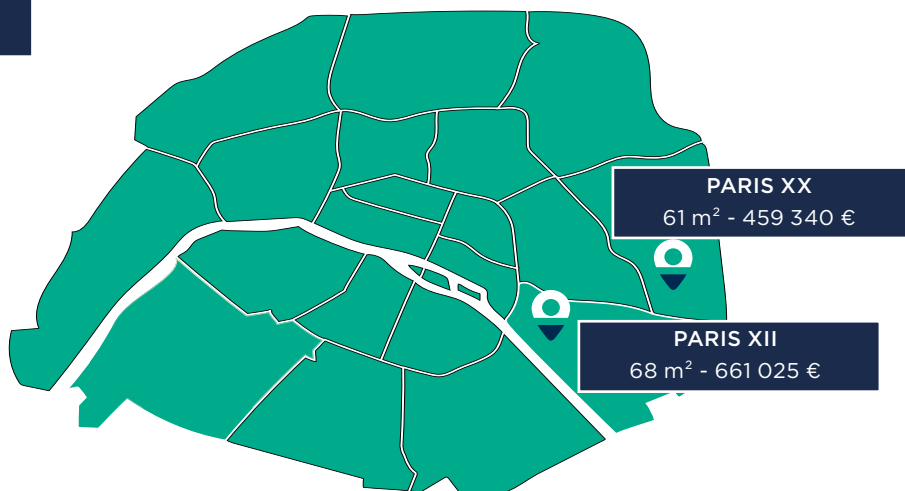 PARIS XX
61 m² - 459 340 €
PARIS XII
68 m² - 661 025 €